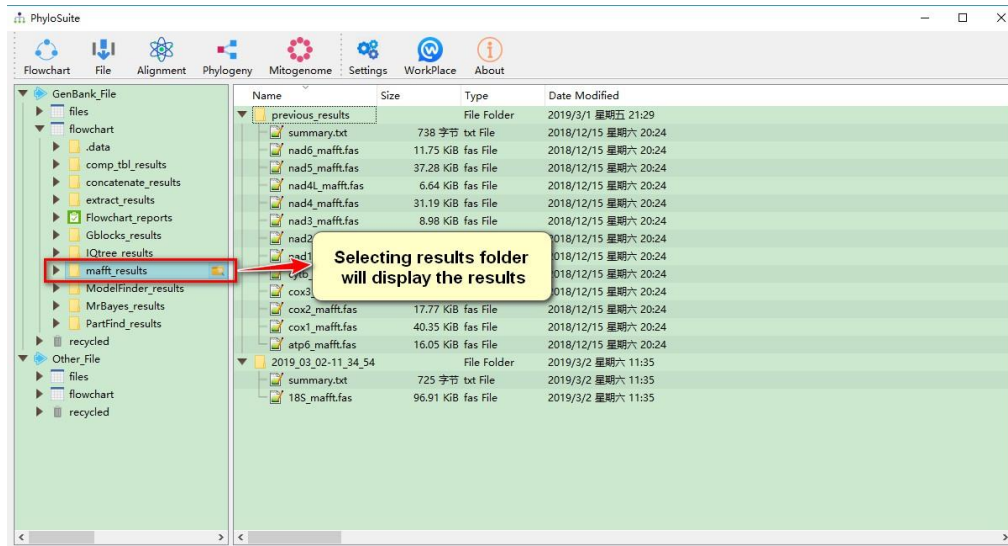 PhyloSuite
Flowchart File Alignment Phylogeny Mitogenome Settings WorkPlace About
GenBank_File
files
flowchart
.data
comp_tbl_results
concatenate_results
extract_results
Flowchart_reports
Gblocks_results
IQtree_results
mafft_results
ModelFinder_results
MrBayes_results
PartFind_results
recycled
Other_File
files
flowchart
recycled
Name Size Type Date Modified
previous_results File Folder 2019/3/1 星期五 21:29
summary.txt 738 字节 txt File 2018/12/15 星期六 20:24
nad6_mafft.fas 11.75 KiB fas File 2018/12/15 星期六 20:24
nad5_mafft.fas 37.28 KiB fas File 2018/12/15 星期六 20:24
nad4L_mafft.fas 6.64 KiB fas File 2018/12/15 星期六 20:24
nad4_mafft.fas 31.19 KiB fas File 2018/12/15 星期六 20:24
nad3_mafft.fas 8.98 KiB fas File 2018/12/15 星期六 20:24
nad2 2018/12/15 星期六 20:24
nad1 2018/12/15 星期六 20:24
cytb_ 2018/12/15 星期六 20:24
cox3_ 2018/12/15 星期六 20:24
cox2_mafft.fas 17.77 KiB fas File 2018/12/15 星期六 20:24
cox1_mafft.fas 40.35 KiB fas File 2018/12/15 星期六 20:24
atp6_mafft.fas 16.05 KiB fas File 2018/12/15 星期六 20:24
2019_03_02-11_34_54 File Folder 2019/3/2 星期六 11:35
summary.txt 725 字节 txt File 2019/3/2 星期六 11:35
18S_mafft.fas 96.91 KiB fas File 2019/3/2 星期六 11:35
Selecting results folder
will display the results